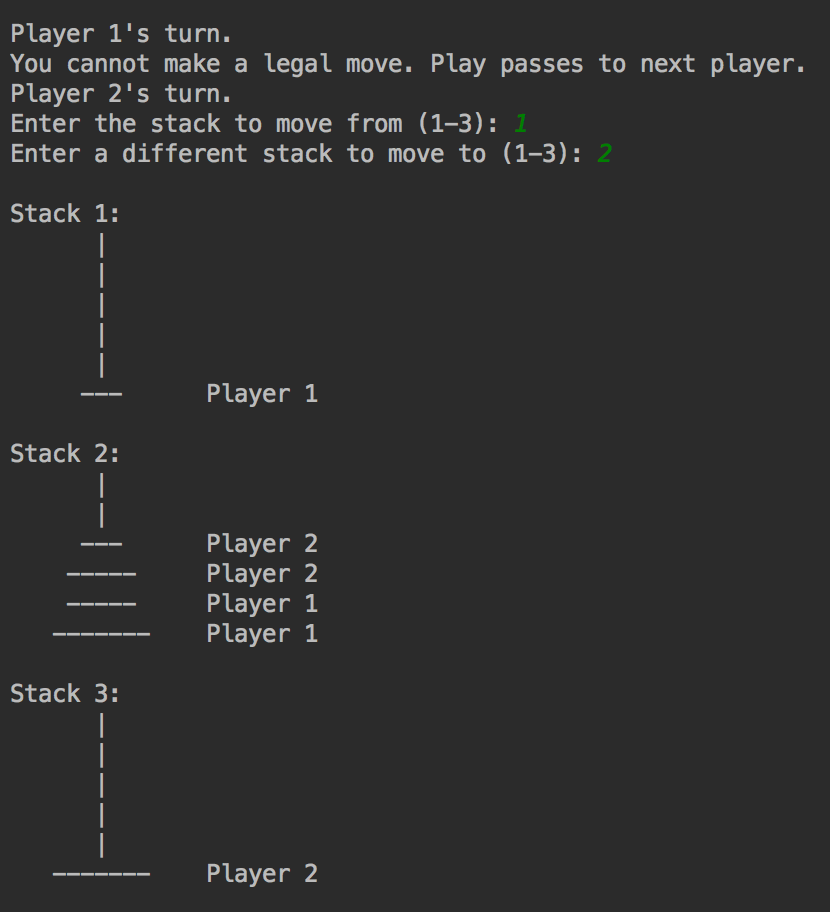 Player 1's turn.
You cannot make a legal move. Play passes to next player.
Player 2's turn.
Enter the stack to move from (1-3): 1
Enter a different stack to move to (1-3): 2

Stack 1:
      |
      |
      |
      |
      |
     ---      Player 1

Stack 2:
      |
      |
     ---      Player 2
    -----     Player 2
    -----     Player 1
   -------    Player 1

Stack 3:
      |
      |
      |
      |
      |
   -------    Player 2